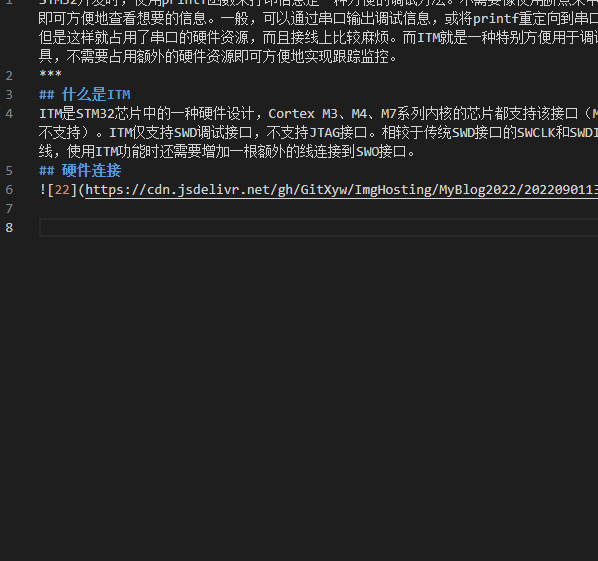 1 STM32开发时，使用printf函数来打印信息是一种方便的调试方法。不需要像使用断点来中
即可方便地查看想要的信息。一般，可以通过串口输出调试信息，或将printf重定向到串口
但是这样就占用了串口的硬件资源，而且接线上比较麻烦。而ITM就是一种特别方便用于调试
具，不需要占用额外的硬件资源即可方便地实现跟踪监控。
2 ***
3 ## 什么是ITM
4 ITM是STM32芯片中的一种硬件设计，Cortex M3、M4、M7系列内核的芯片都支持该接口（M
不支持）。ITM仅支持SWD调试接口，不支持JTAG接口。相较于传统SWD接口的SWCLK和SWDI
线，使用ITM功能时还需要增加一根额外的线连接到SWO接口。
5 ## 硬件连接
6 ![22](https://cdn.jsdelivr.net/gh/GitXyw/ImgHosting/MyBlog2022/2022090113
7
8